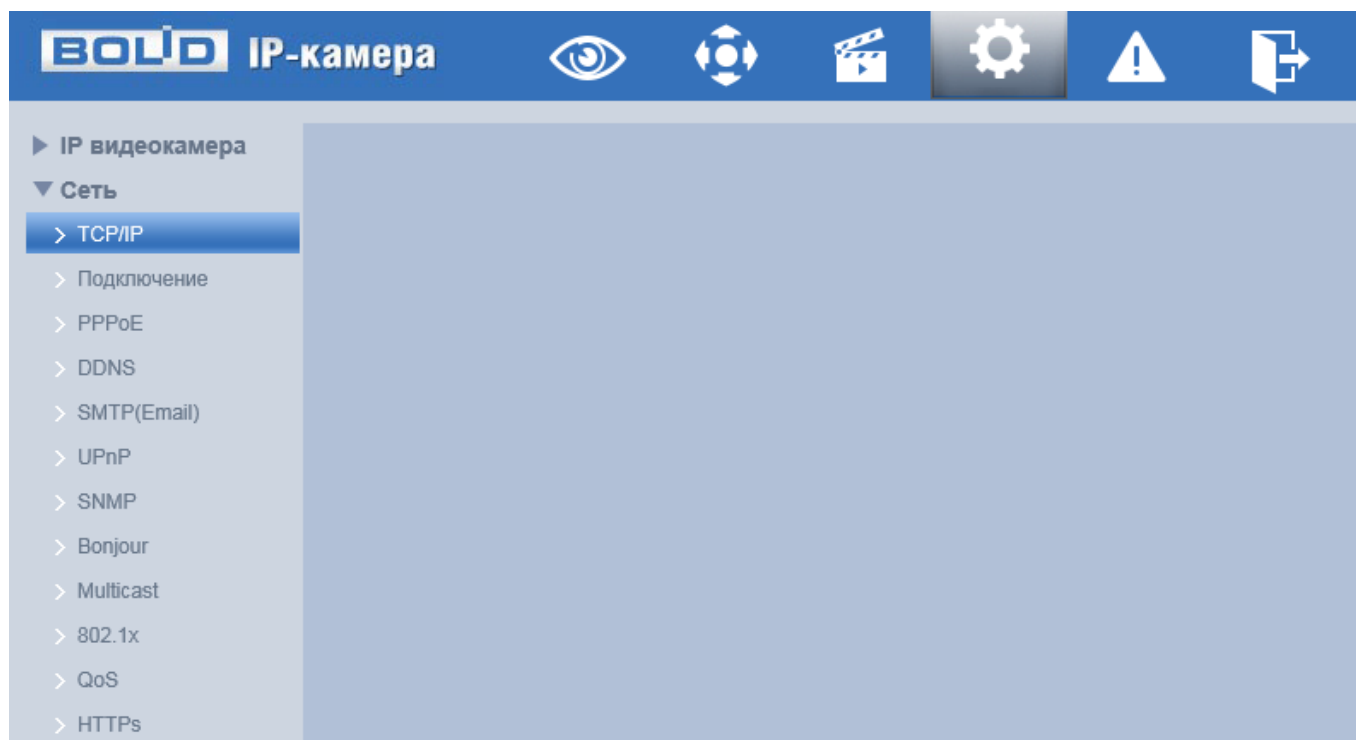 BOLID IP-камера
IP видеокамера
Сеть
TCP/IP
Подключение
PPPoE
DDNS
SMTP(Email)
UPnP
SNMP
Bonjour
Multicast
802.1x
QoS
HTTPs